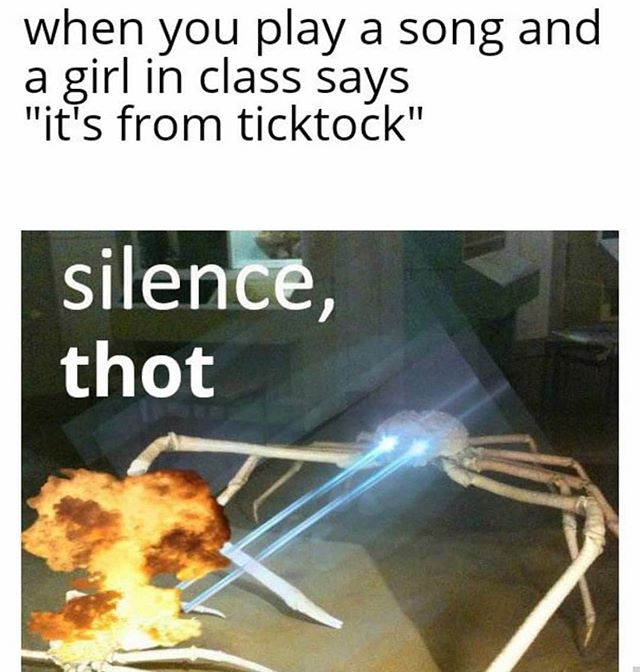 when you play a song and
a girl in class says
"it's from ticktock"
silence,
thot